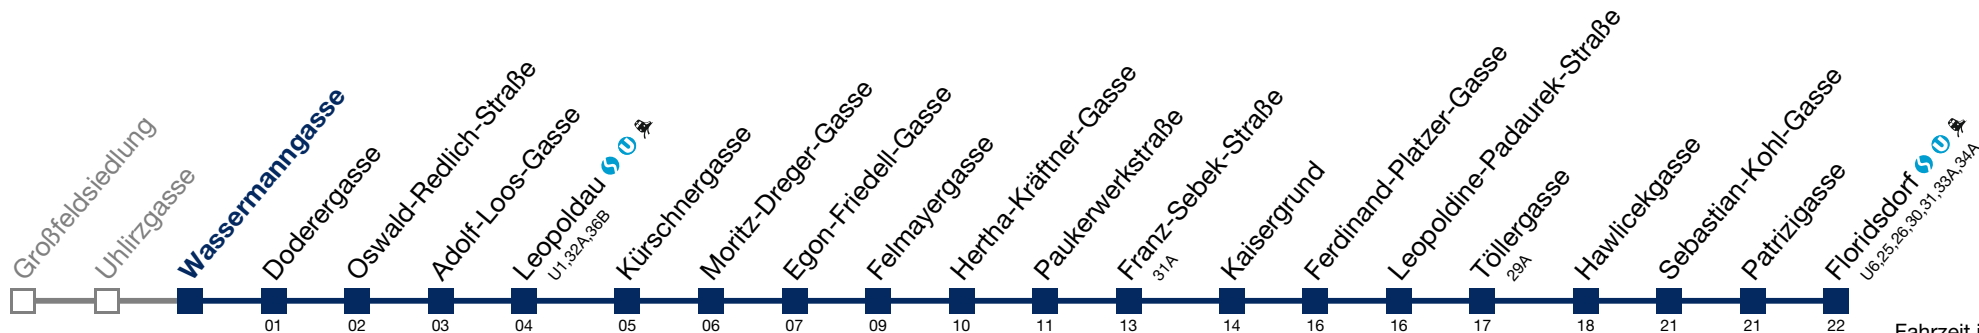 Großfeldsiedlung
Uhlirzgasse
Wassermanngasse
Doderergasse
Oswald-Redlich-Straße
Adolf-Loos-Gasse
Leopoldau S U
U1,32A,36B
Kürschnergasse
Moritz-Dreger-Gasse
Egon-Friedell-Gasse
Felmayergasse
Hertha-Kräftner-Gasse
Paukerwerkstraße
Franz-Sebek-Straße
31A
Kaisergrund
Ferdinand-Platzer-Gasse
Leopoldine-Padaurek-Straße
Töllergasse
29A
Hawlicekgasse
Sebastian-Kohl-Gasse
Patrizigasse
Floridsdorf S U
U6,25,26,30,31,33A,34A
01 02 03 04 05 06 07 09 10 11 13 14 16 16 17 18 21 21 22
Fahrzeit